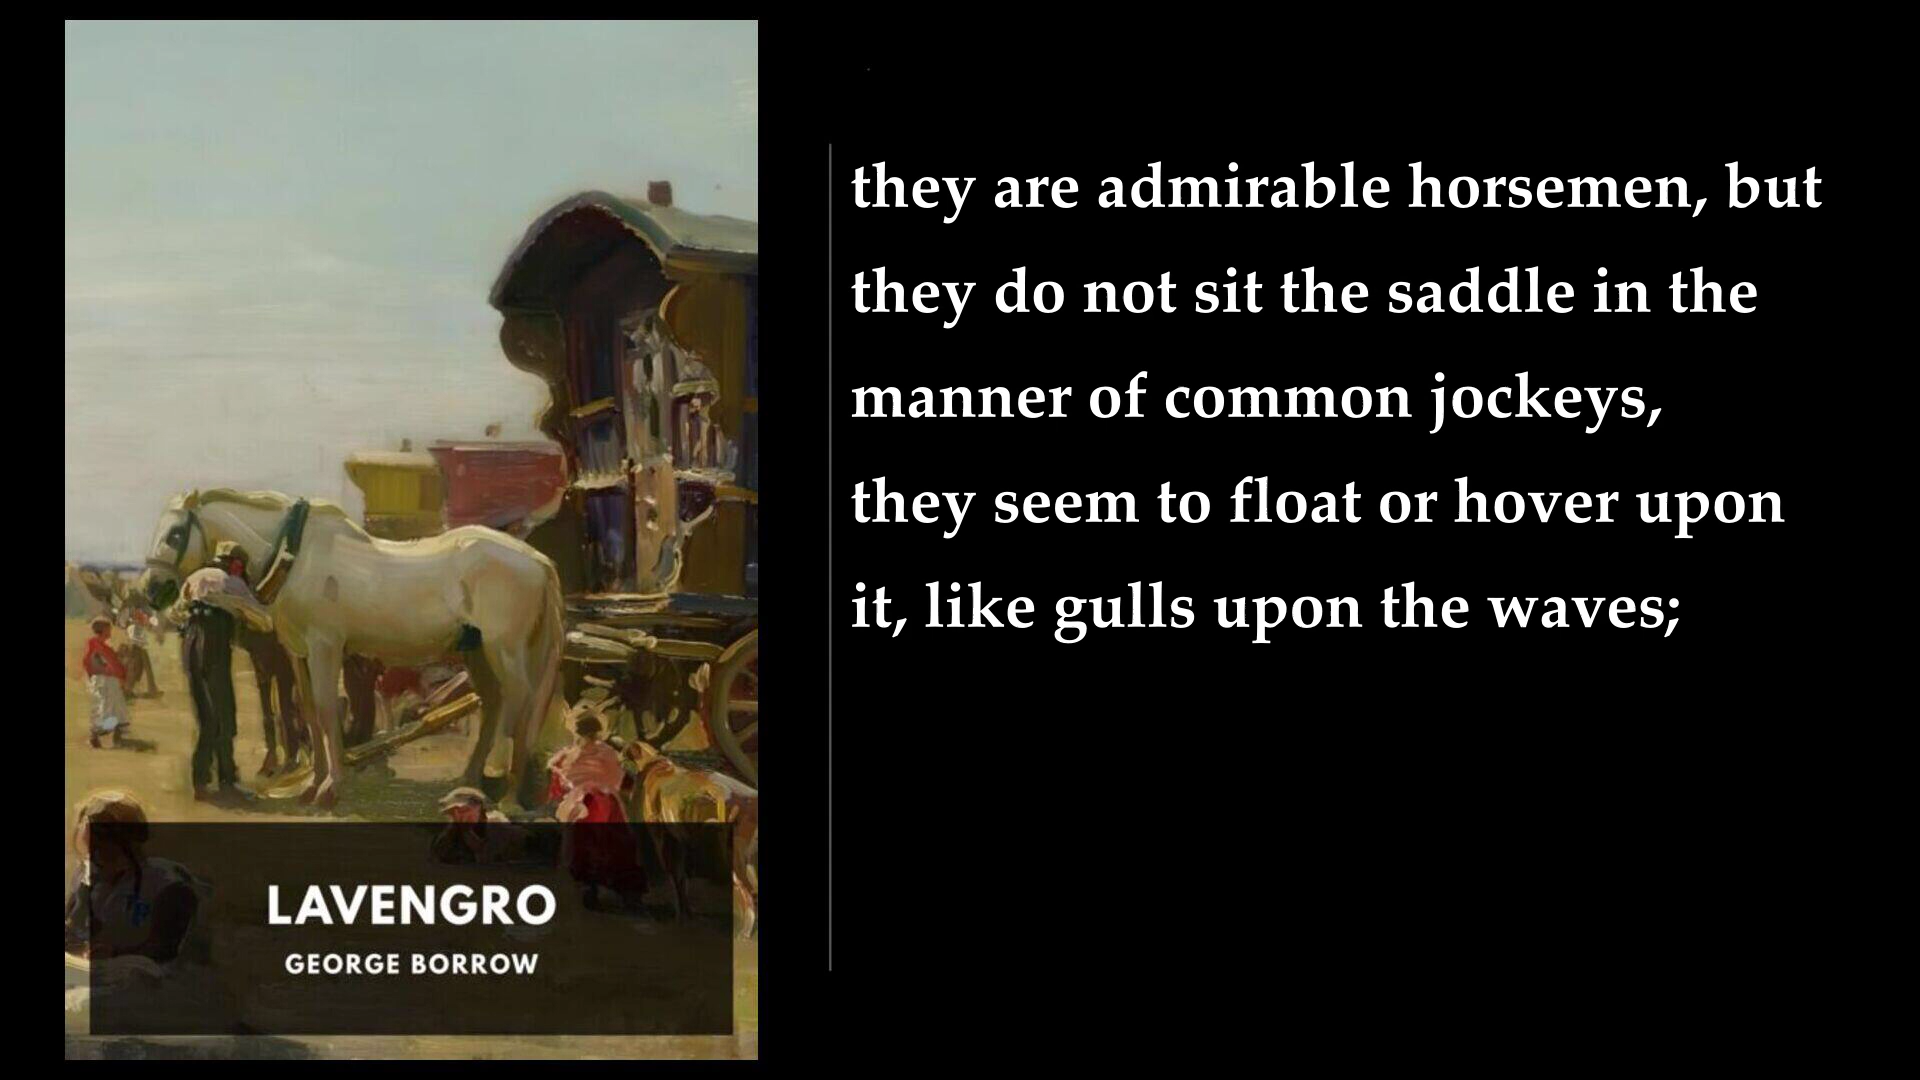 they are admirable horsemen, but
they do not sit the saddle in the
manner of common jockeys,
they seem to float or hover upon
it, like gulls upon the waves;
LAVENGRO
GEORGE BORROW